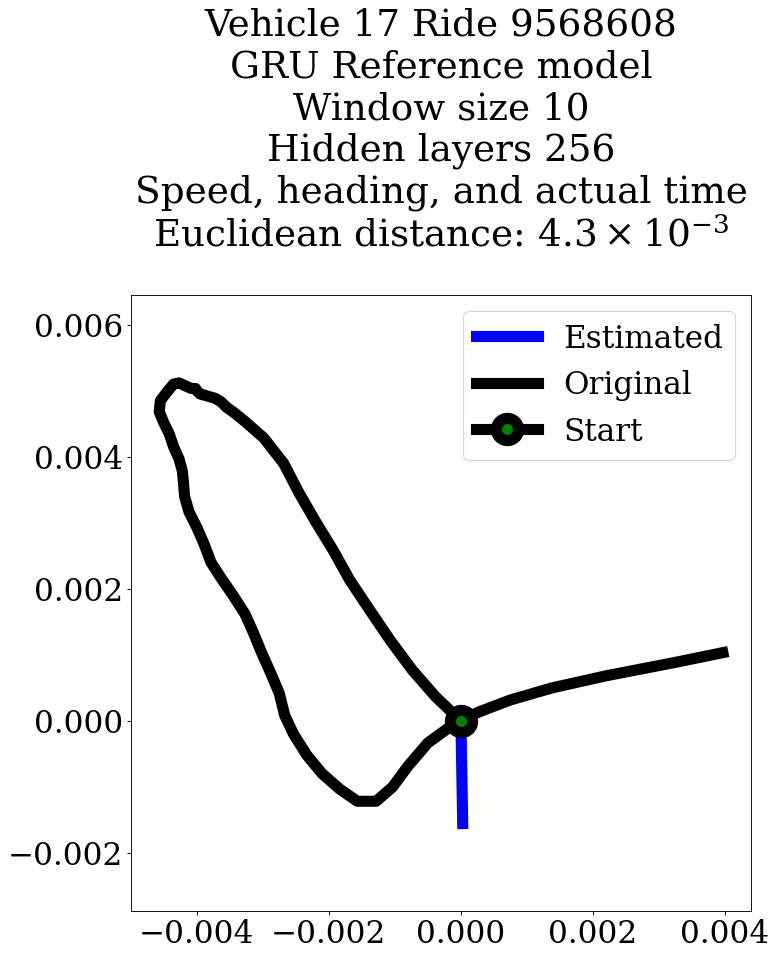 Vehicle 17 Ride 9568608
GRU Reference model
Window size 10
Hidden layers 256
Speed, heading, and actual time
Euclidean distance: 4.3 × 10⁻³
Estimated
Original
Start
0.006
0.004
0.002
0.000
−0.002
−0.004 −0.002 0.000 0.002 0.004